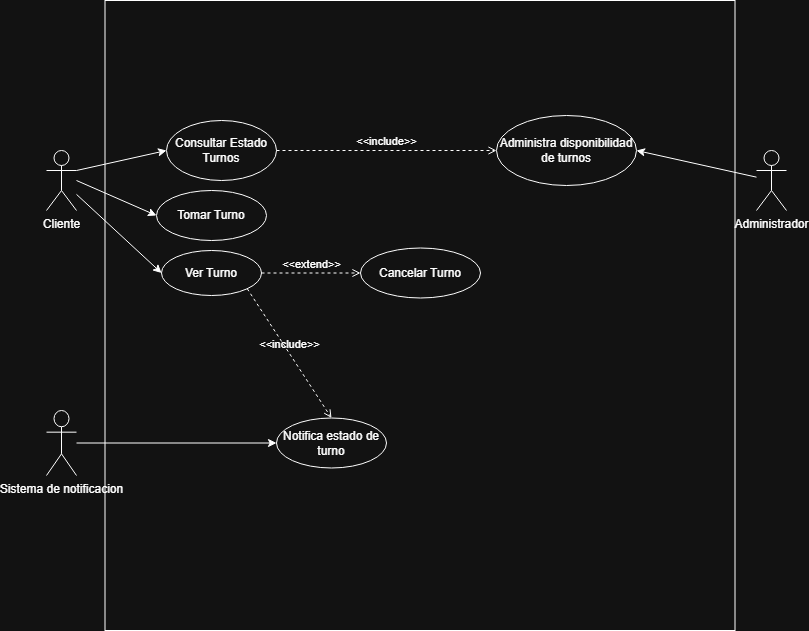 Consultar Estado
Turnos
<<include>>
Administra disponibilidad
de turnos
Cliente
Administrador
Tomar Turno
Ver Turno
<<extend>>
Cancelar Turno
<<include>>
Notifica estado de
turno
Sistema de notificacion